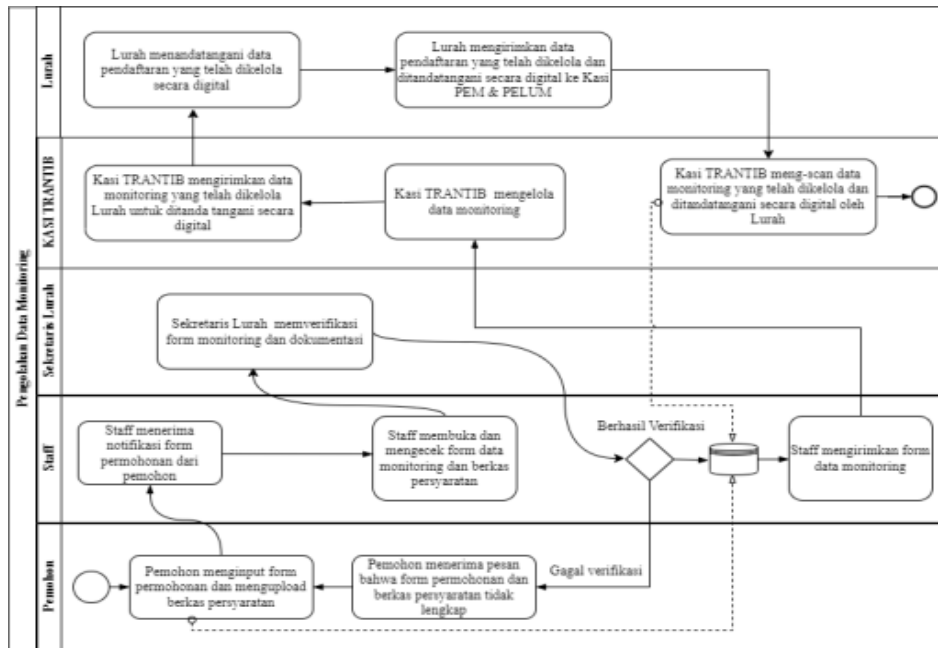 Pengolahan Data Monitoring
Lurah
Lurah menandatangani data
pendaftaran yang telah dikelola
secara digital
Lurah mengirimkan data
pendaftaran yang telah dikelola dan
ditandatangani secara digital ke Kasi
PEM & PELUM
KASI TRANTIB
Kasi TRANTIB mengirimkan data
monitoring yang telah dikelola
Lurah untuk ditanda tangani secara
digital
Kasi TRANTIB mengelola
data monitoring
Kasi TRANTIB meng-scan data
monitoring yang telah dikelola dan
ditandatangani secara digital oleh
Lurah
Sekretaris Lurah
Sekretaris Lurah memverifikasi
form monitoring dan dokumentasi
Staff
Staff menerima
notifikasi form
permohonan dari
pemohon
Staff membuka dan
mengecek form data
monitoring dan berkas
persyaratan
Berhasil Verifikasi
Staff mengirimkan form
data monitoring
Pemohon
Pemohon menginput form
permohonan dan mengupload
berkas persyaratan
Pemohon menerima pesan
bahwa form permohonan dan
berkas persyaratan tidak
lengkap
Gagal verifikasi